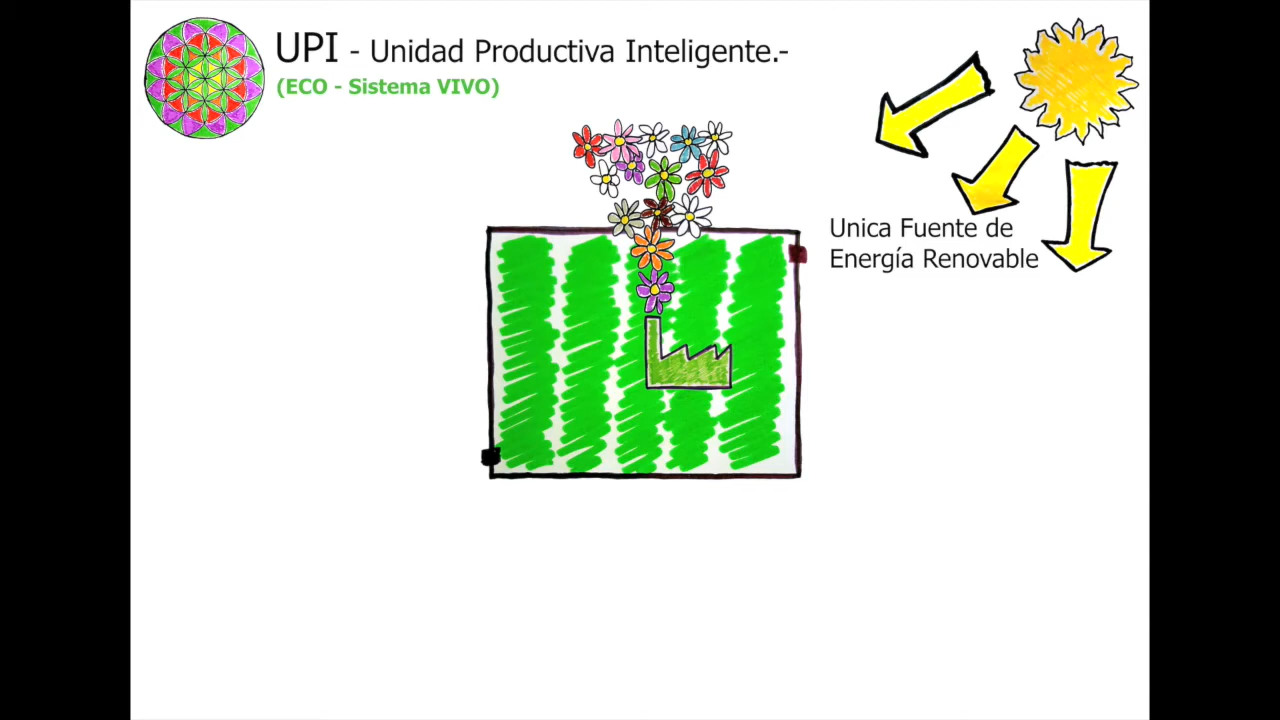 UPI - Unidad Productiva Inteligente.-
(ECO - Sistema VIVO)
Unica Fuente de
Energía Renovable